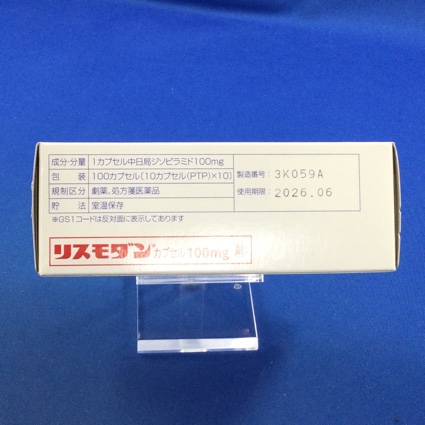 成分・分量 1カプセル中日局ジソピラミド100mg
包 装 100カプセル(10カプセル(PTP)×10)
規制区分 劇薬、処方箋医薬品
貯 法 室温保存
※GS1コードは反対面に表示しています
製造番号: 3K059A
使用期限: 2026.06
リスモダン カプセル100mg 劇